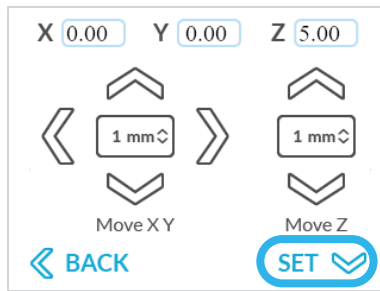 X 0.00 Y 0.00 Z 5.00
1 mm 1 mm
Move X Y Move Z
BACK SET